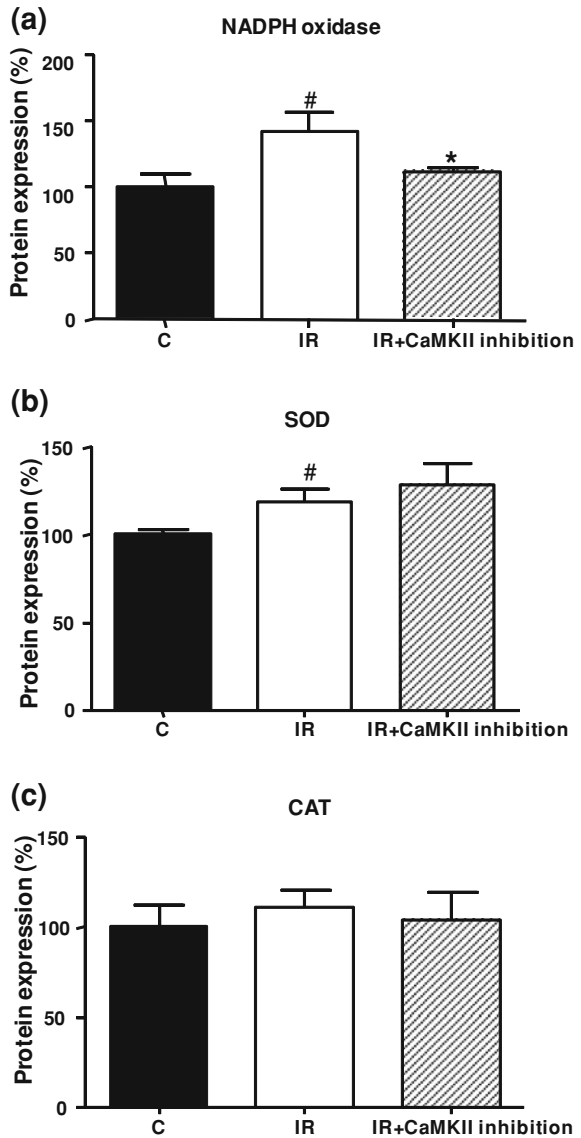 (a)
NADPH oxidase
Protein expression (%)
200
150
100
50
0
#
*
C IR IR+CaMKII inhibition
(b)
SOD
Protein expression (%)
150
100
50
0
#
C IR IR+CaMKII inhibition
(c)
CAT
Protein expression (%)
150
100
50
0
C IR IR+CaMKII inhibition